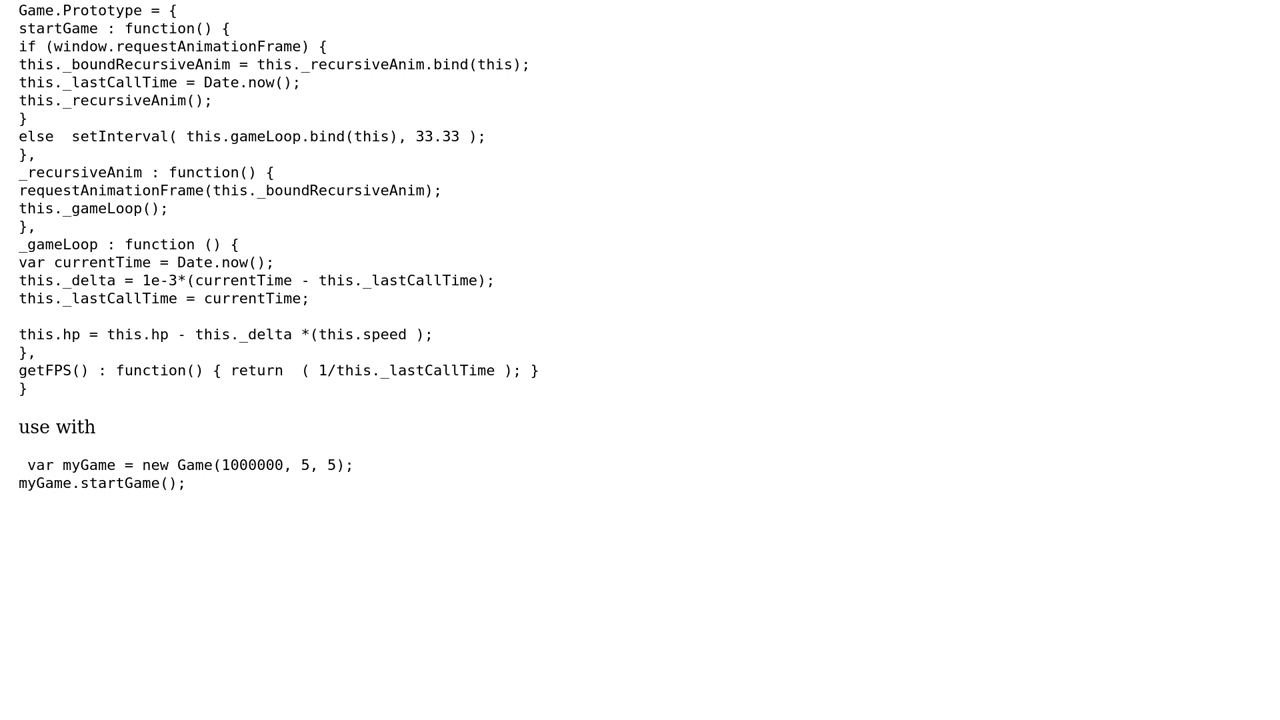 Game.Prototype = {
startGame : function() {
if (window.requestAnimationFrame) {
this._boundRecursiveAnim = this._recursiveAnim.bind(this);
this._lastCallTime = Date.now();
this._recursiveAnim();
}
else  setInterval( this.gameLoop.bind(this), 33.33 );
},
_recursiveAnim : function() {
requestAnimationFrame(this._boundRecursiveAnim);
this._gameLoop();
},
_gameLoop : function () {
var currentTime = Date.now();
this._delta = 1e-3*(currentTime - this._lastCallTime);
this._lastCallTime = currentTime;

this.hp = this.hp - this._delta *(this.speed );
},
getFPS() : function() { return  ( 1/this._lastCallTime ); }
}

use with

 var myGame = new Game(1000000, 5, 5);
myGame.startGame();